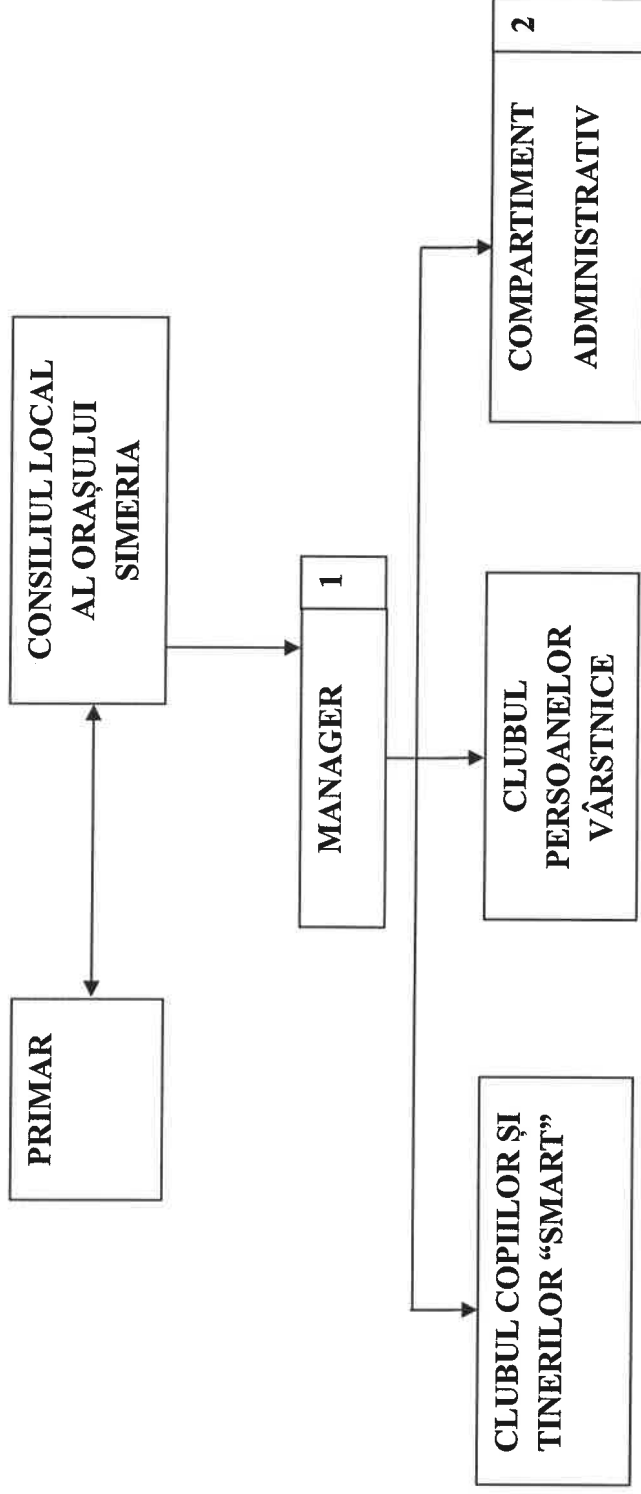 PRIMAR
CONSILIUL LOCAL
AL ORAȘULUI
SIMERIA
MANAGER
1
CLUBUL COPIILOR ȘI
TINERILOR “SMART”
CLUBUL
PERSOANELOR
VÂRSTNICE
COMPARTIMENT
ADMINISTRATIV
2